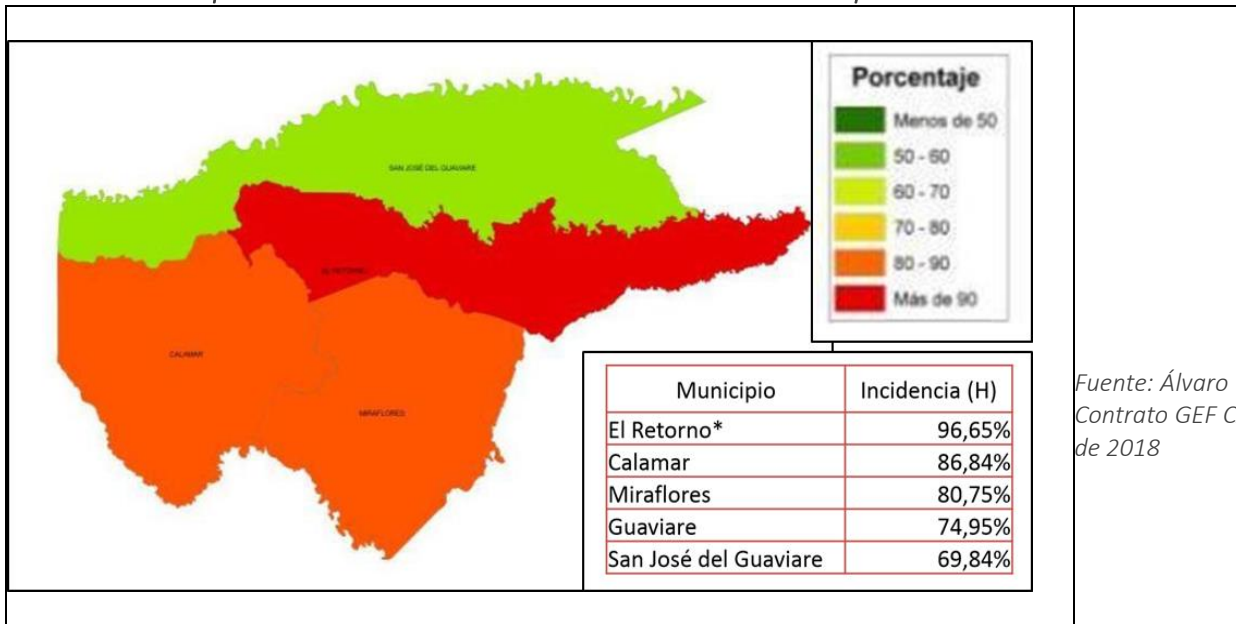 Porcentaje
Menos de 50
50 - 60
60 - 70
70 - 80
80 - 90
Más de 90
SAN JOSÉ DEL GUAVIARE
EL RETORNO
CALAMAR
MIRAFLORES
Municipio Incidencia (H)
El Retorno* 96,65%
Calamar 86,84%
Miraflores 80,75%
Guaviare 74,95%
San José del Guaviare 69,84%
Fuente: Álvaro
Contrato GEF C
de 2018